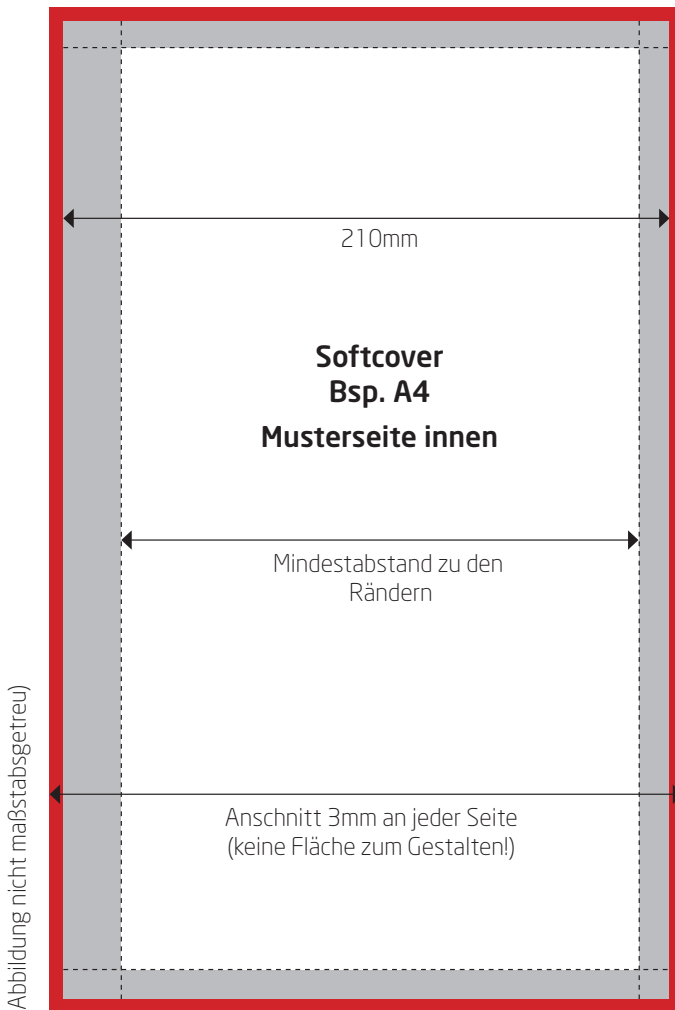 210mm
Softcover
Bsp. A4
Musterseite innen
Mindestabstand zu den
Rändern
Anschnitt 3mm an jeder Seite
(keine Fläche zum Gestalten!)
Abbildung nicht maßstabsgetreu)